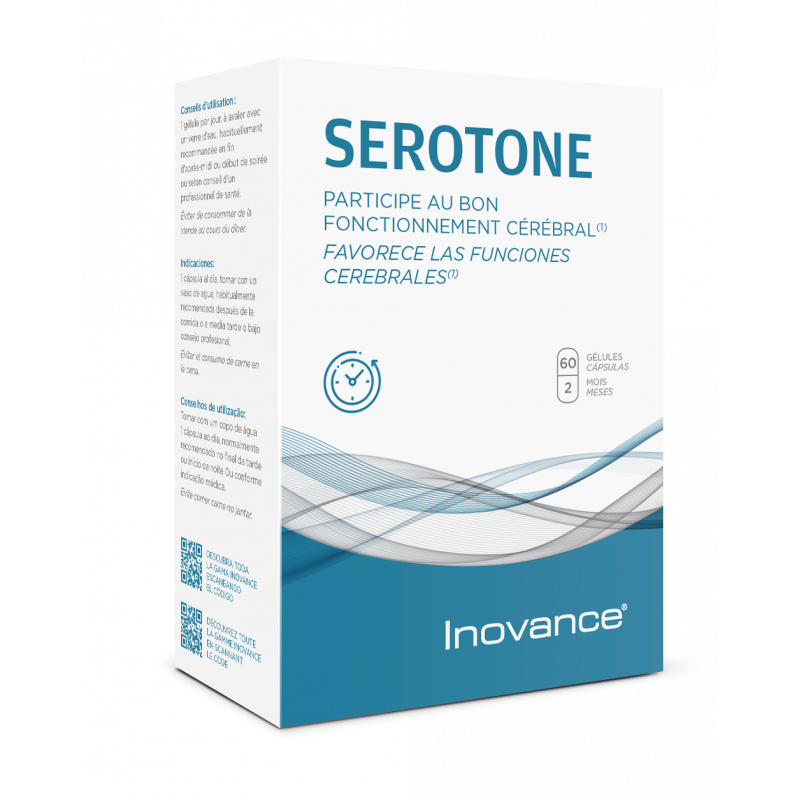 SEROTONE
PARTICIPE AU BON
FONCTIONNEMENT CÉRÉBRAL(1)
FAVORECE LAS FUNCIONES
CEREBRALES(1)
60
GÉLULES
CÁPSULAS
2
MOIS
MESES
Inovance®
Conseils d'utilisation :
1 gélule par jour, à avaler avec
un verre d'eau, habituellement
recommandée en fin
d'après-midi ou début de soirée
ou selon conseil d'un
professionnel de santé.
Éviter de consommer de la
viande au cours du dîner.
Indicaciones:
1 cápsula al día, tomar con un
vaso de agua, habitualmente
recomendada después de la
comida o a media tarde o bajo
consejo profesional.
Evitar el consumo de carne en
la cena.
Conselhos de utilização:
Tomar com um copo de água
1 cápsula ao dia, normalmente
recomendado no final da tarde
ou início da noite Ou conforme
indicação médica.
Evite comer carne no jantar.
DESCUBRA TODA
LA GAMA INOVANCE
ESCANEANDO
EL CÓDIGO
DÉCOUVREZ TOUTE
LA GAMME INOVANCE
EN SCANNANT
LE CODE